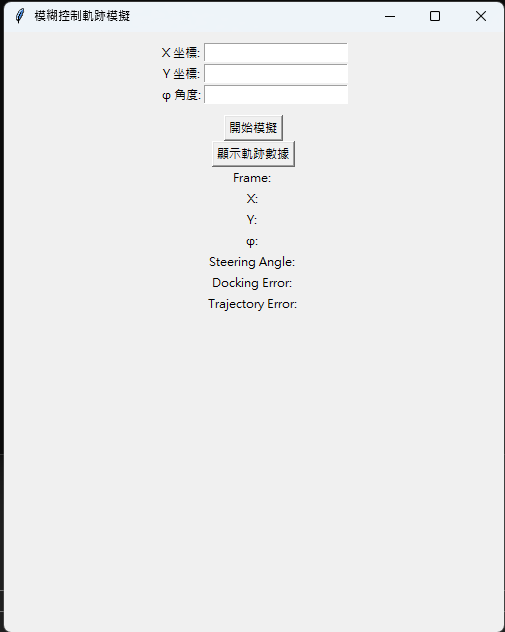 模糊控制軌跡模擬
X 坐標:
Y 坐標:
φ 角度:
開始模擬
顯示軌跡數據
Frame:
X:
Y:
φ:
Steering Angle:
Docking Error:
Trajectory Error: